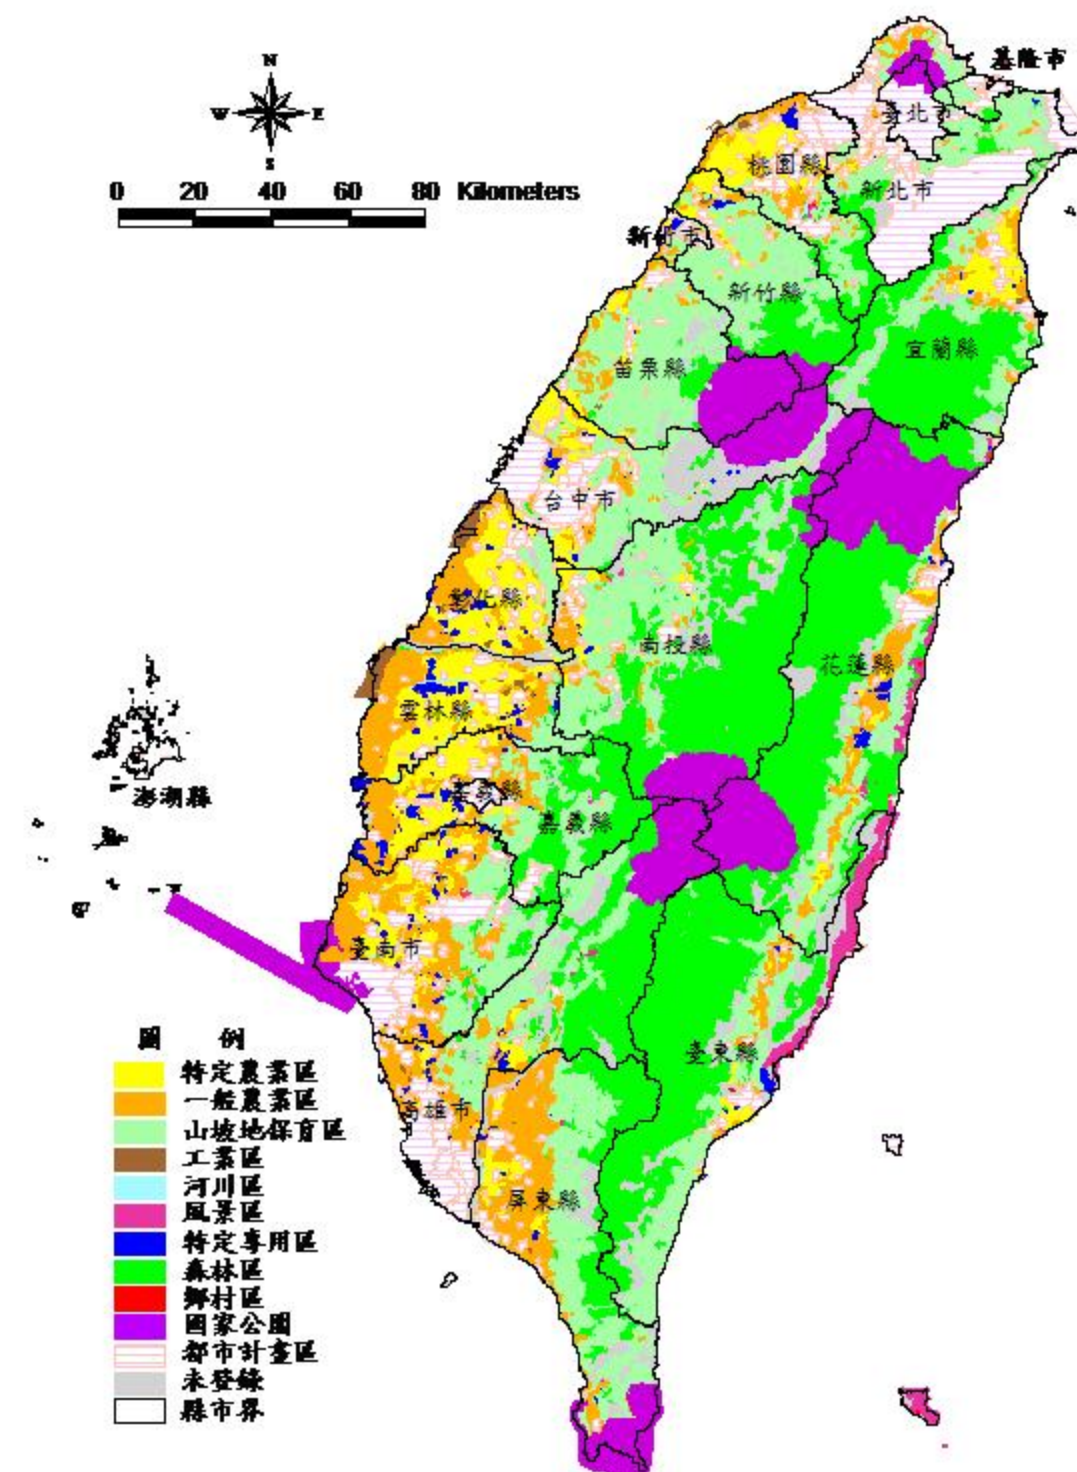 N
W E
S
0 20 40 60 80 Kilometers
基隆市
臺北市
桃園縣
新北市
新竹市
新竹縣
宜蘭縣
苗栗縣
台中市
彰化縣
南投縣
花蓮縣
雲林縣
嘉義縣
嘉義縣
澎湖縣
臺南市
臺東縣
高雄市
屏東縣
圖 例
特定農業區
一般農業區
山坡地保育區
工業區
河川區
風景區
特定專用區
森林區
鄉村區
國家公園
都市計畫區
未登錄
縣市界